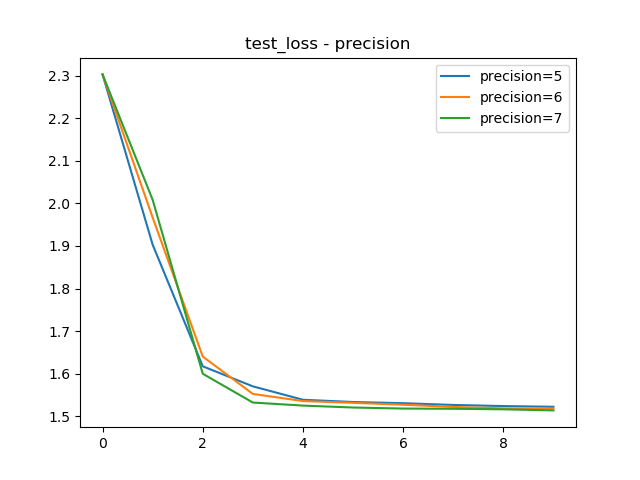 test_loss - precision
precision=5
precision=6
precision=7
2.3
2.2
2.1
2.0
1.9
1.8
1.7
1.6
1.5
0 2 4 6 8